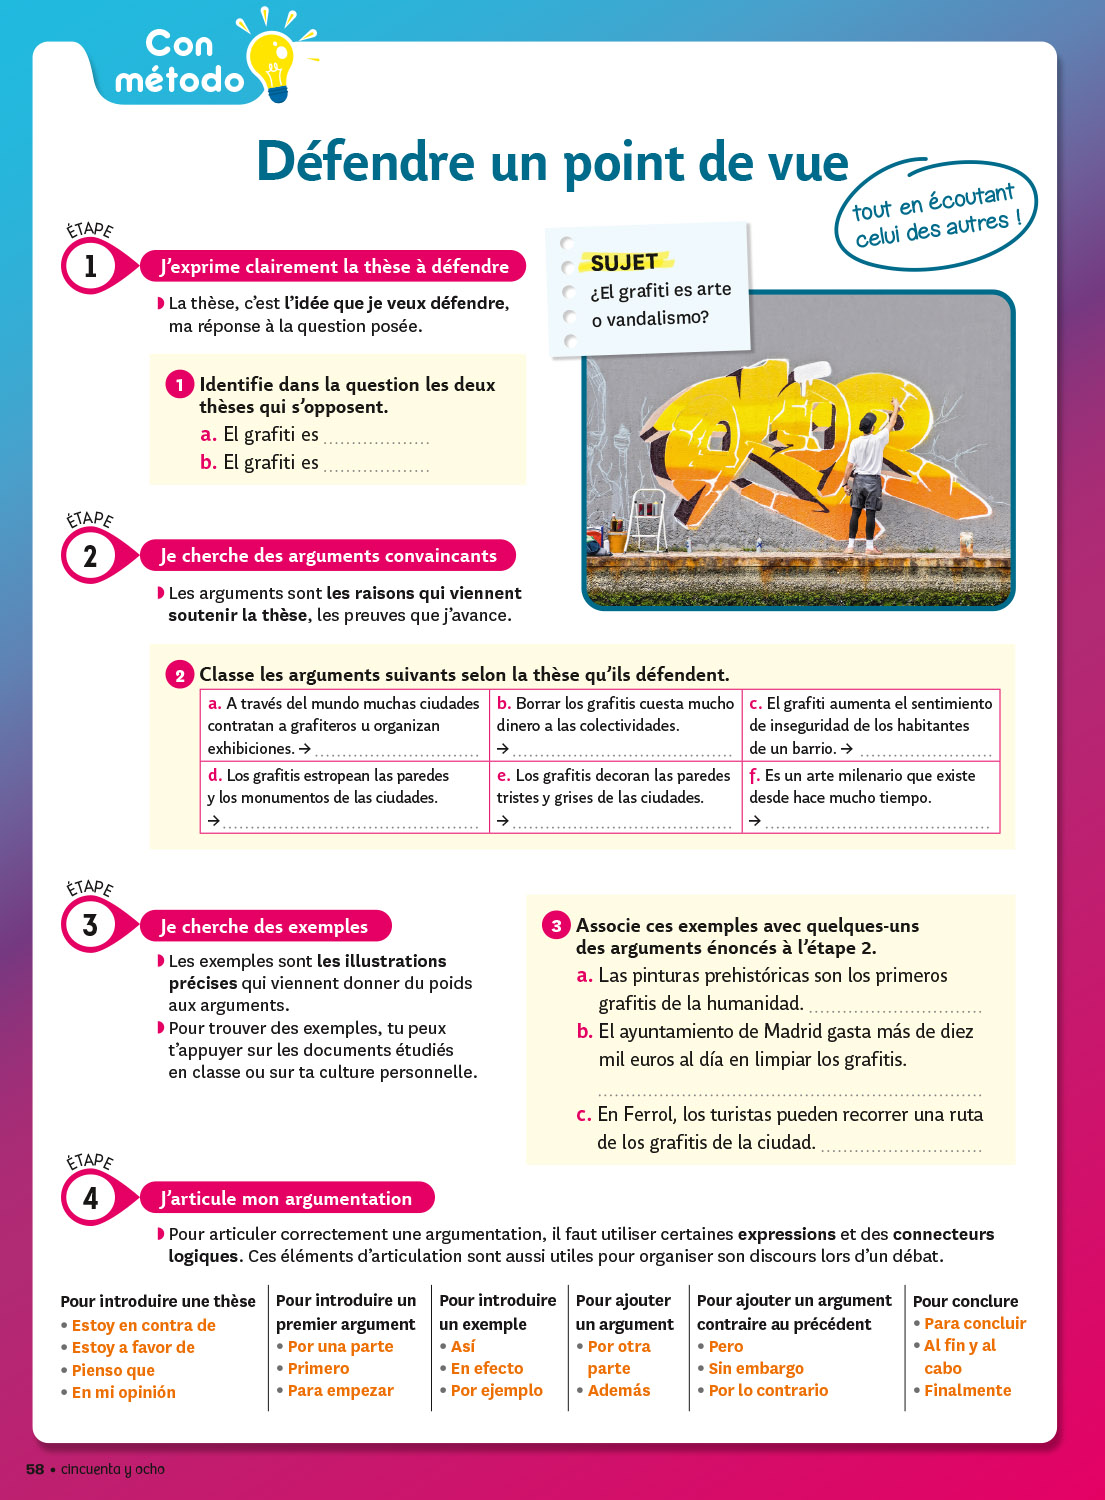 Con
método
Défendre un point de vue
tout en écoutant
celui des autres !
ÉTAPE
1
J'exprime clairement la thèse à défendre
La thèse, c'est l'idée que je veux défendre,
ma réponse à la question posée.
SUJET
¿El grafiti es arte
o vandalismo?
1 Identifie dans la question les deux
thèses qui s'opposent.
a. El grafiti es ...................
b. El grafiti es ...................
ÉTAPE
2
Je cherche des arguments convaincants
Les arguments sont les raisons qui viennent
soutenir la thèse, les preuves que j'avance.
2 Classe les arguments suivants selon la thèse qu'ils défendent.
a. A través del mundo muchas ciudades
contratan a grafiteros u organizan
exhibiciones. → ..............................
b. Borrar los grafitis cuesta mucho
dinero a las colectividades.
→ ........................................
c. El grafiti aumenta el sentimiento
de inseguridad de los habitantes
de un barrio. → ........................
d. Los grafitis estropean las paredes
y los monumentos de las ciudades.
→ ...............................................
e. Los grafitis decoran las paredes
tristes y grises de las ciudades.
→ ........................................
f. Es un arte milenario que existe
desde hace mucho tiempo.
→ .........................................
ÉTAPE
3
Je cherche des exemples
Les exemples sont les illustrations
précises qui viennent donner du poids
aux arguments.
Pour trouver des exemples, tu peux
t'appuyer sur les documents étudiés
en classe ou sur ta culture personnelle.
3 Associe ces exemples avec quelques-uns
des arguments énoncés à l'étape 2.
a. Las pinturas prehistóricas son los primeros
grafitis de la humanidad. ...............................
b. El ayuntamiento de Madrid gasta más de diez
mil euros al día en limpiar los grafitis.
......................................................................
c. En Ferrol, los turistas pueden recorrer una ruta
de los grafitis de la ciudad. .............................
ÉTAPE
4
J'articule mon argumentation
Pour articuler correctement une argumentation, il faut utiliser certaines expressions et des connecteurs
logiques. Ces éléments d'articulation sont aussi utiles pour organiser son discours lors d'un débat.
Pour introduire une thèse
• Estoy en contra de
• Estoy a favor de
• Pienso que
• En mi opinión
Pour introduire un
premier argument
• Por una parte
• Primero
• Para empezar
Pour introduire
un exemple
• Así
• En efecto
• Por ejemplo
Pour ajouter
un argument
• Por otra
parte
• Además
Pour ajouter un argument
contraire au précédent
• Pero
• Sin embargo
• Por lo contrario
Pour conclure
• Para concluir
• Al fin y al
cabo
• Finalmente
58 • cincuenta y ocho